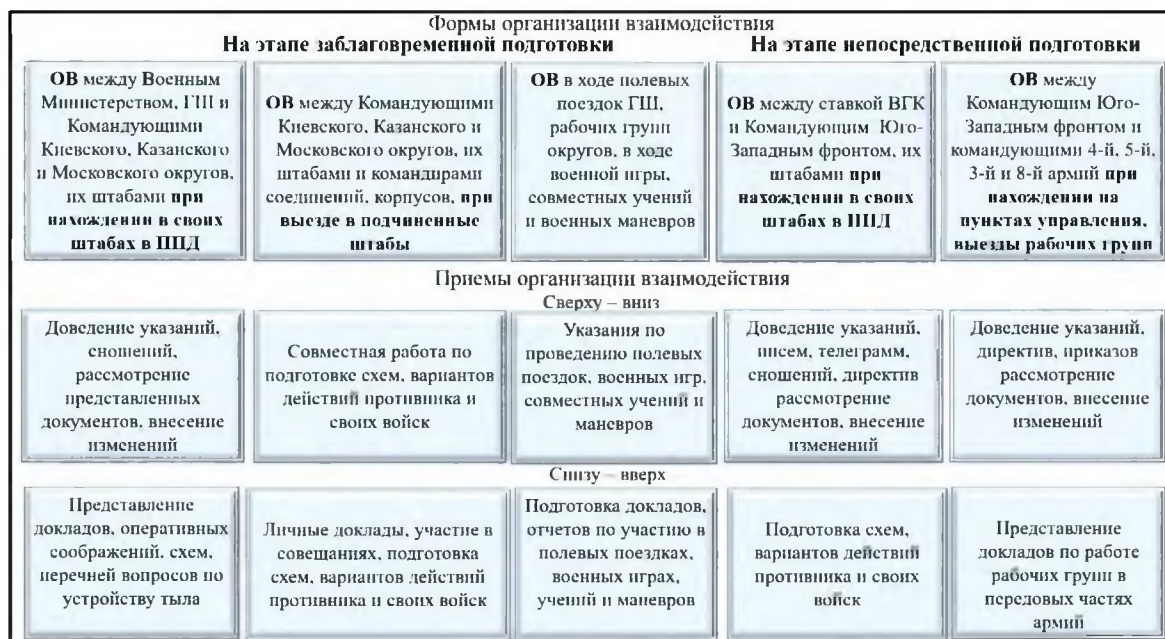 Формы организации взаимодействия
На этапе заблаговременной подготовки
На этапе непосредственной подготовки
ОВ между Военным
Министерством, ГШ и
Командующими
Киевского, Казанского
и Московского округов,
их штабами при
нахождении в своих
штабах в ППД
ОВ между Командующими
Киевского, Казанского и
Московского округов, их
штабами и командирами
соединений, корпусов, при
выезде в подчиненные
штабы
ОВ в ходе полевых
поездок ГШ,
рабочих групп
округов, в ходе
военной игры,
совместных учений
и военных маневров
ОВ между ставкой ВГК
и Командующим Юго-
Западным фронтом, их
штабами при
нахождении в своих
штабах в ППД
ОВ между
Командующим Юго-
Западным фронтом и
командующими 4-й, 5-й,
3-й и 8-й армий при
нахождении на
пунктах управления,
выезды рабочих групп
Приемы организации взаимодействия
Сверху – вниз
Доведение указаний,
сношений,
рассмотрение
представленных
документов, внесение
изменений
Совместная работа по
подготовке схем, вариантов
действий противника и
своих войск
Указания по
проведению полевых
поездок, военных игр,
совместных учений и
маневров
Доведение указаний,
писем, телеграмм,
сношений, директив
рассмотрение
документов, внесение
изменений
Доведение указаний,
директив, приказов
рассмотрение
документов, внесение
изменений
Снизу – вверх
Представление
докладов, оперативных
соображений, схем,
перечней вопросов по
устройству тыла
Личные доклады, участие в
совещаниях, подготовка
схем, вариантов действий
противника и своих войск
Подготовка докладов,
отчетов по участию в
полевых поездках,
военных играх,
учений и маневров
Подготовка схем,
вариантов действий
противника и своих
войск
Представление
докладов по работе
рабочих групп в
передовых частях
армий